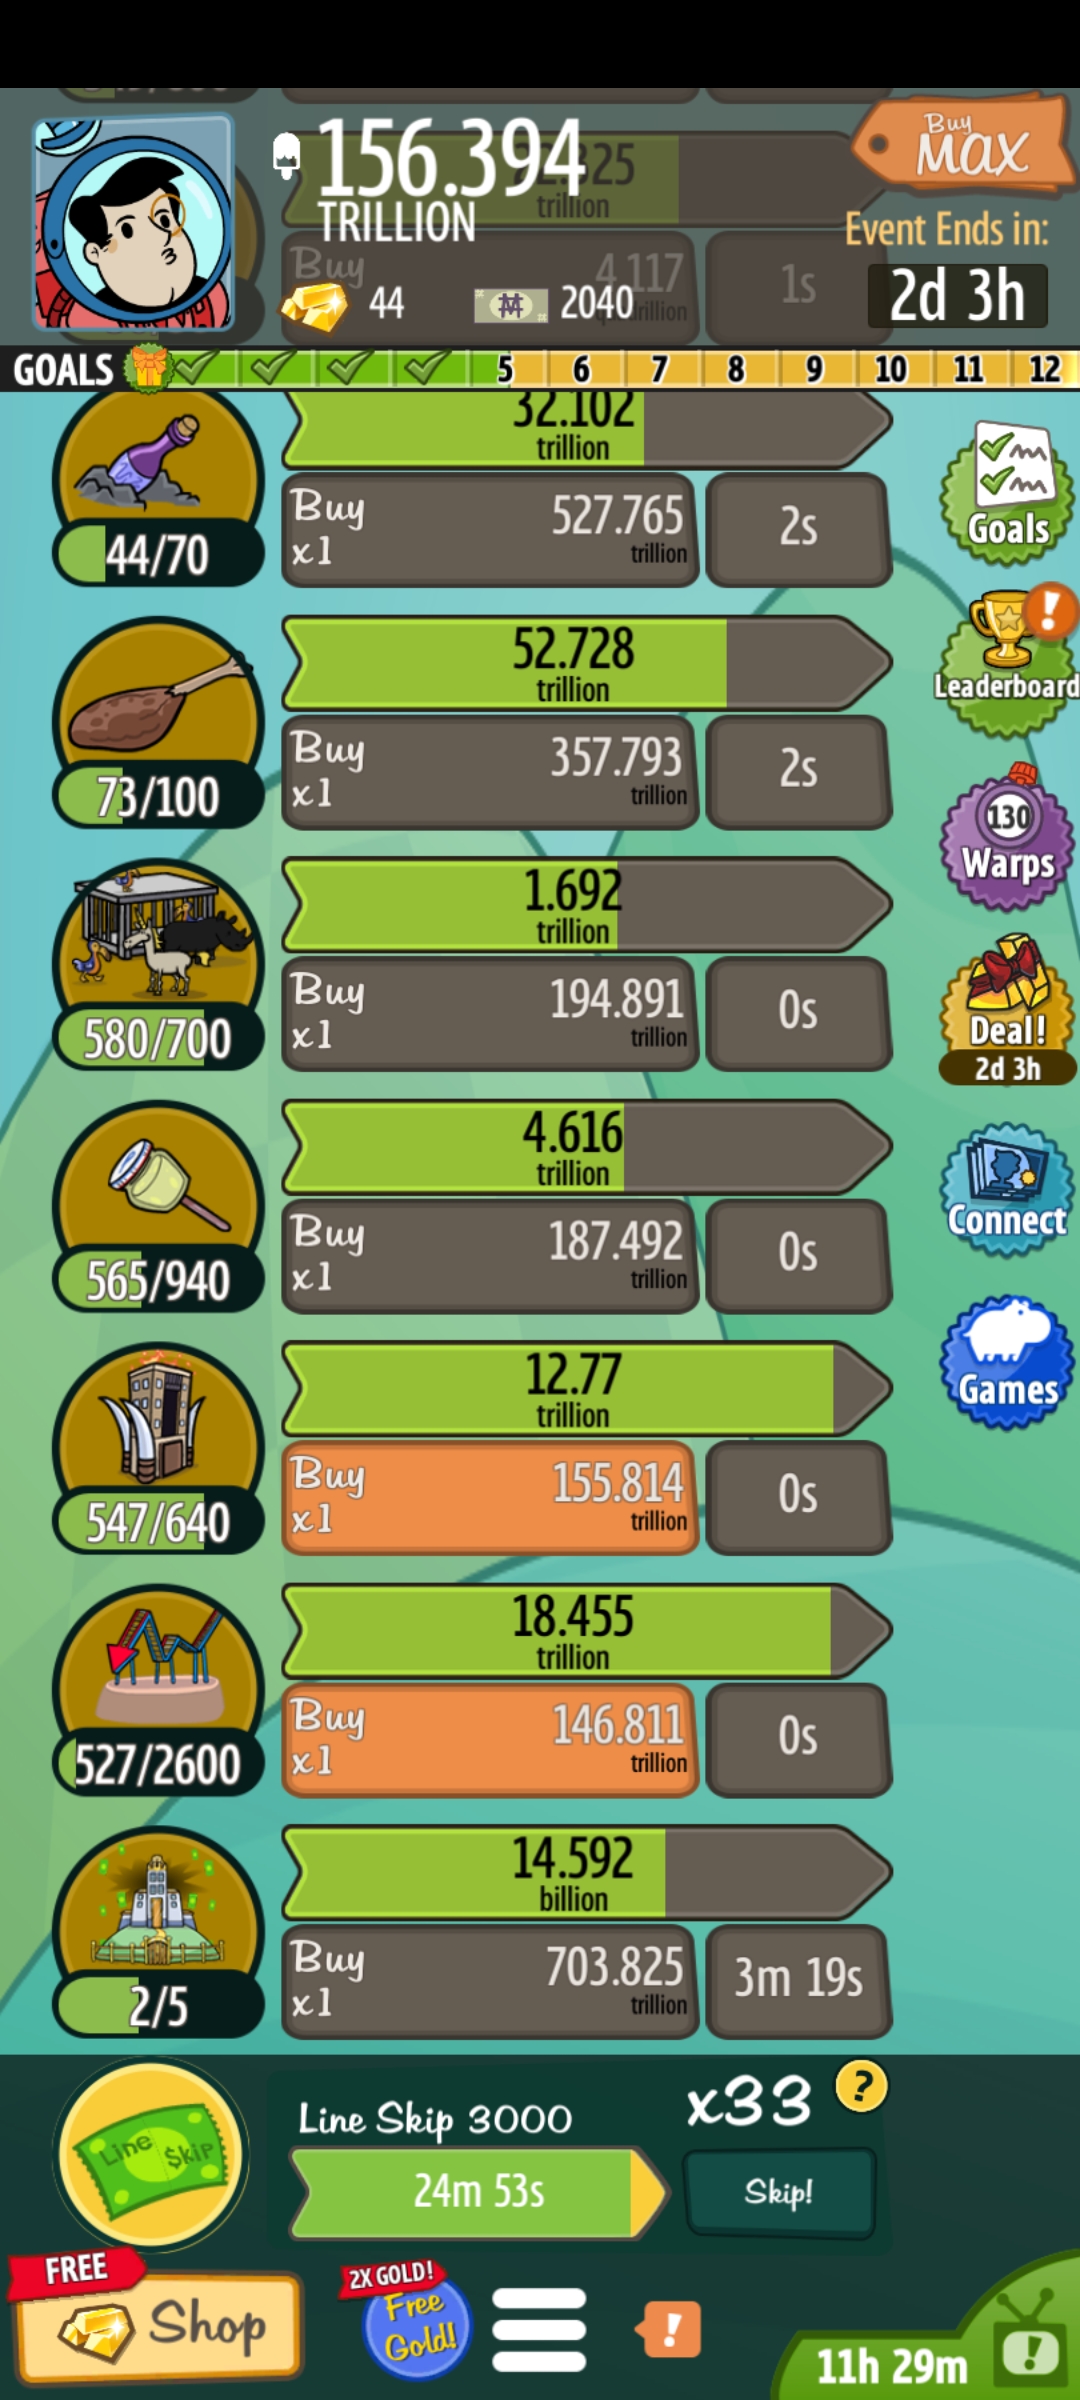 156.394
TRILLION
trillion
44
2040
Buy
MAX
Event Ends in:
2d 3h
Buy
4.117
1s
GOALS
5 6 7 8 9 10 11 12
32.102
trillion
44/70
Buy
x1
527.765
trillion
2s
Goals
52.728
trillion
73/100
Buy
x1
357.793
trillion
2s
!
Leaderboard
1.692
trillion
580/700
Buy
x1
194.891
trillion
0s
130
Warps
4.616
trillion
565/940
Buy
x1
187.492
trillion
0s
Deal!
2d 3h
12.77
trillion
547/640
Buy
x1
155.814
trillion
0s
Connect
18.455
trillion
527/2600
Buy
x1
146.811
trillion
0s
Games
14.592
billion
2/5
Buy
x1
703.825
trillion
3m 19s
Line $kip
Line Skip 3000
24m 53s
x33
?
Skip!
FREE
Shop
2X GOLD!
Free
Gold!
!
11h 29m
!